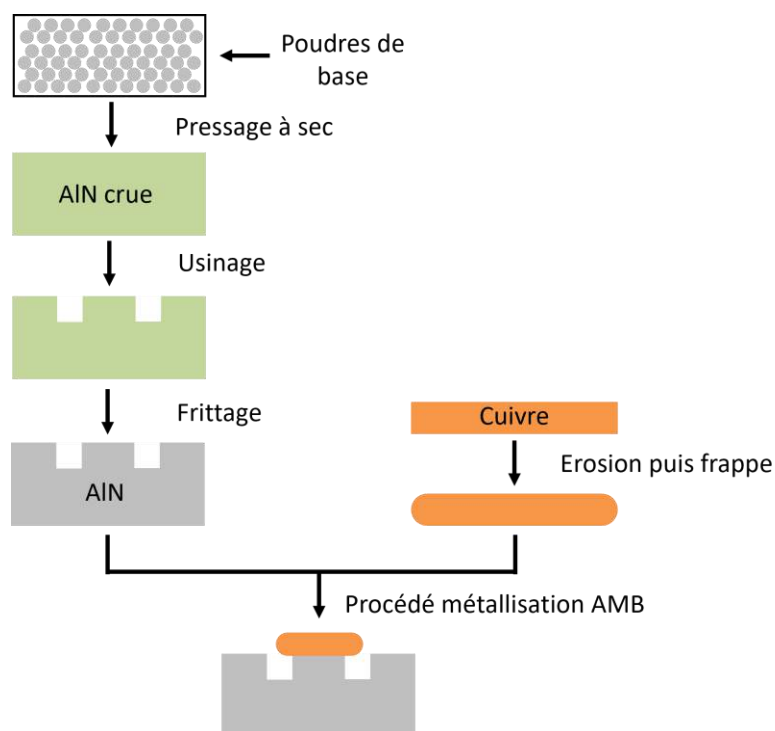 Poudres de
base
Pressage à sec
AlN crue
Usinage
Frittage
AlN
Cuivre
Erosion puis frappe
Procédé métallisation AMB